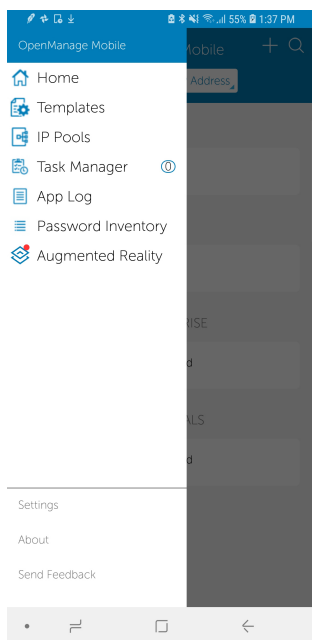 55% 1:37 PM
OpenManage Mobile
Mobile
Address
Home
Templates
IP Pools
Task Manager 0
App Log
Password Inventory
Augmented Reality
RISE
d
ALS
d
Settings
About
Send Feedback